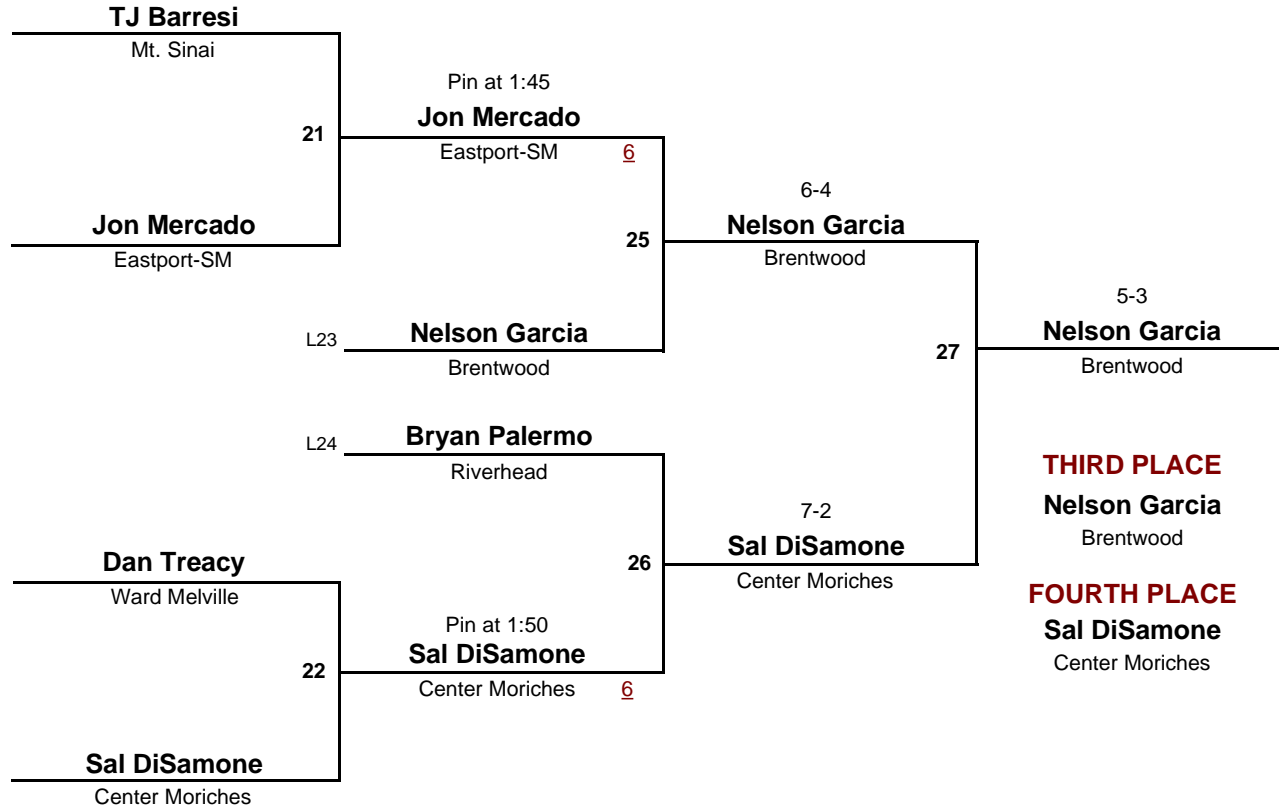 TJ Barresi
Mt. Sinai
21
Jon Mercado
Eastport-SM
Pin at 1:45
Jon Mercado
Eastport-SM 6
25
L23 Nelson Garcia
Brentwood
6-4
Nelson Garcia
Brentwood
L24 Bryan Palermo
Riverhead
26
Dan Treacy
Ward Melville
22
Sal DiSamone
Center Moriches
Pin at 1:50
Sal DiSamone
Center Moriches 6
7-2
Sal DiSamone
Center Moriches
27
5-3
Nelson Garcia
Brentwood
THIRD PLACE
Nelson Garcia
Brentwood
FOURTH PLACE
Sal DiSamone
Center Moriches